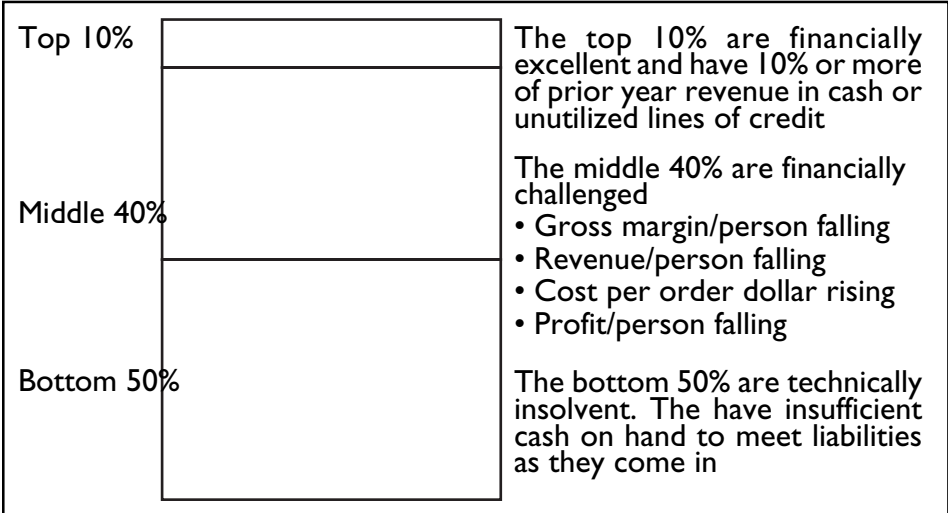 Top 10%
The top 10% are financially
excellent and have 10% or more
of prior year revenue in cash or
unutilized lines of credit
Middle 40%
The middle 40% are financially
challenged
• Gross margin/person falling
• Revenue/person falling
• Cost per order dollar rising
• Profit/person falling
Bottom 50%
The bottom 50% are technically
insolvent. The have insufficient
cash on hand to meet liabilities
as they come in